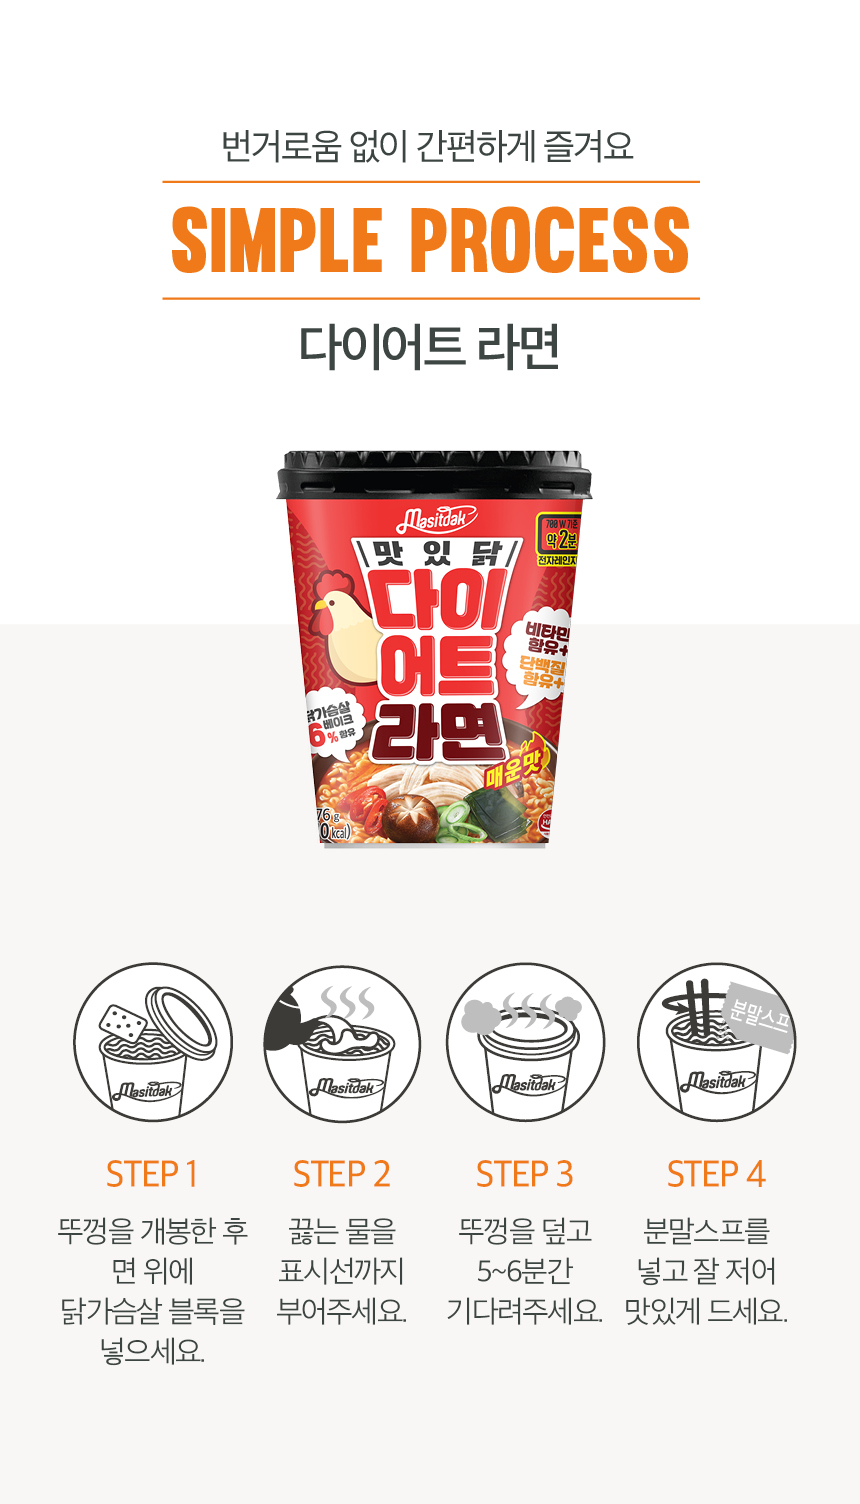 번거로움 없이 간편하게 즐겨요
SIMPLE PROCESS
다이어트 라면
Masitdak
700 W 기준
약 2분
전자레인지
맛있닭
다이
어트
라면
비타민
함유+
단백질
함유+
닭가슴살
베이크
6% 함유
매운맛
76 g
0 kcal)
Masitdak
Masitdak
Masitdak
분말스프
Masitdak
STEP 1
뚜껑을 개봉한 후
면 위에
닭가슴살 블록을
넣으세요.
STEP 2
끓는 물을
표시선까지
부어주세요.
STEP 3
뚜껑을 덮고
5~6분간
기다려주세요.
STEP 4
분말스프를
넣고 잘 저어
맛있게 드세요.